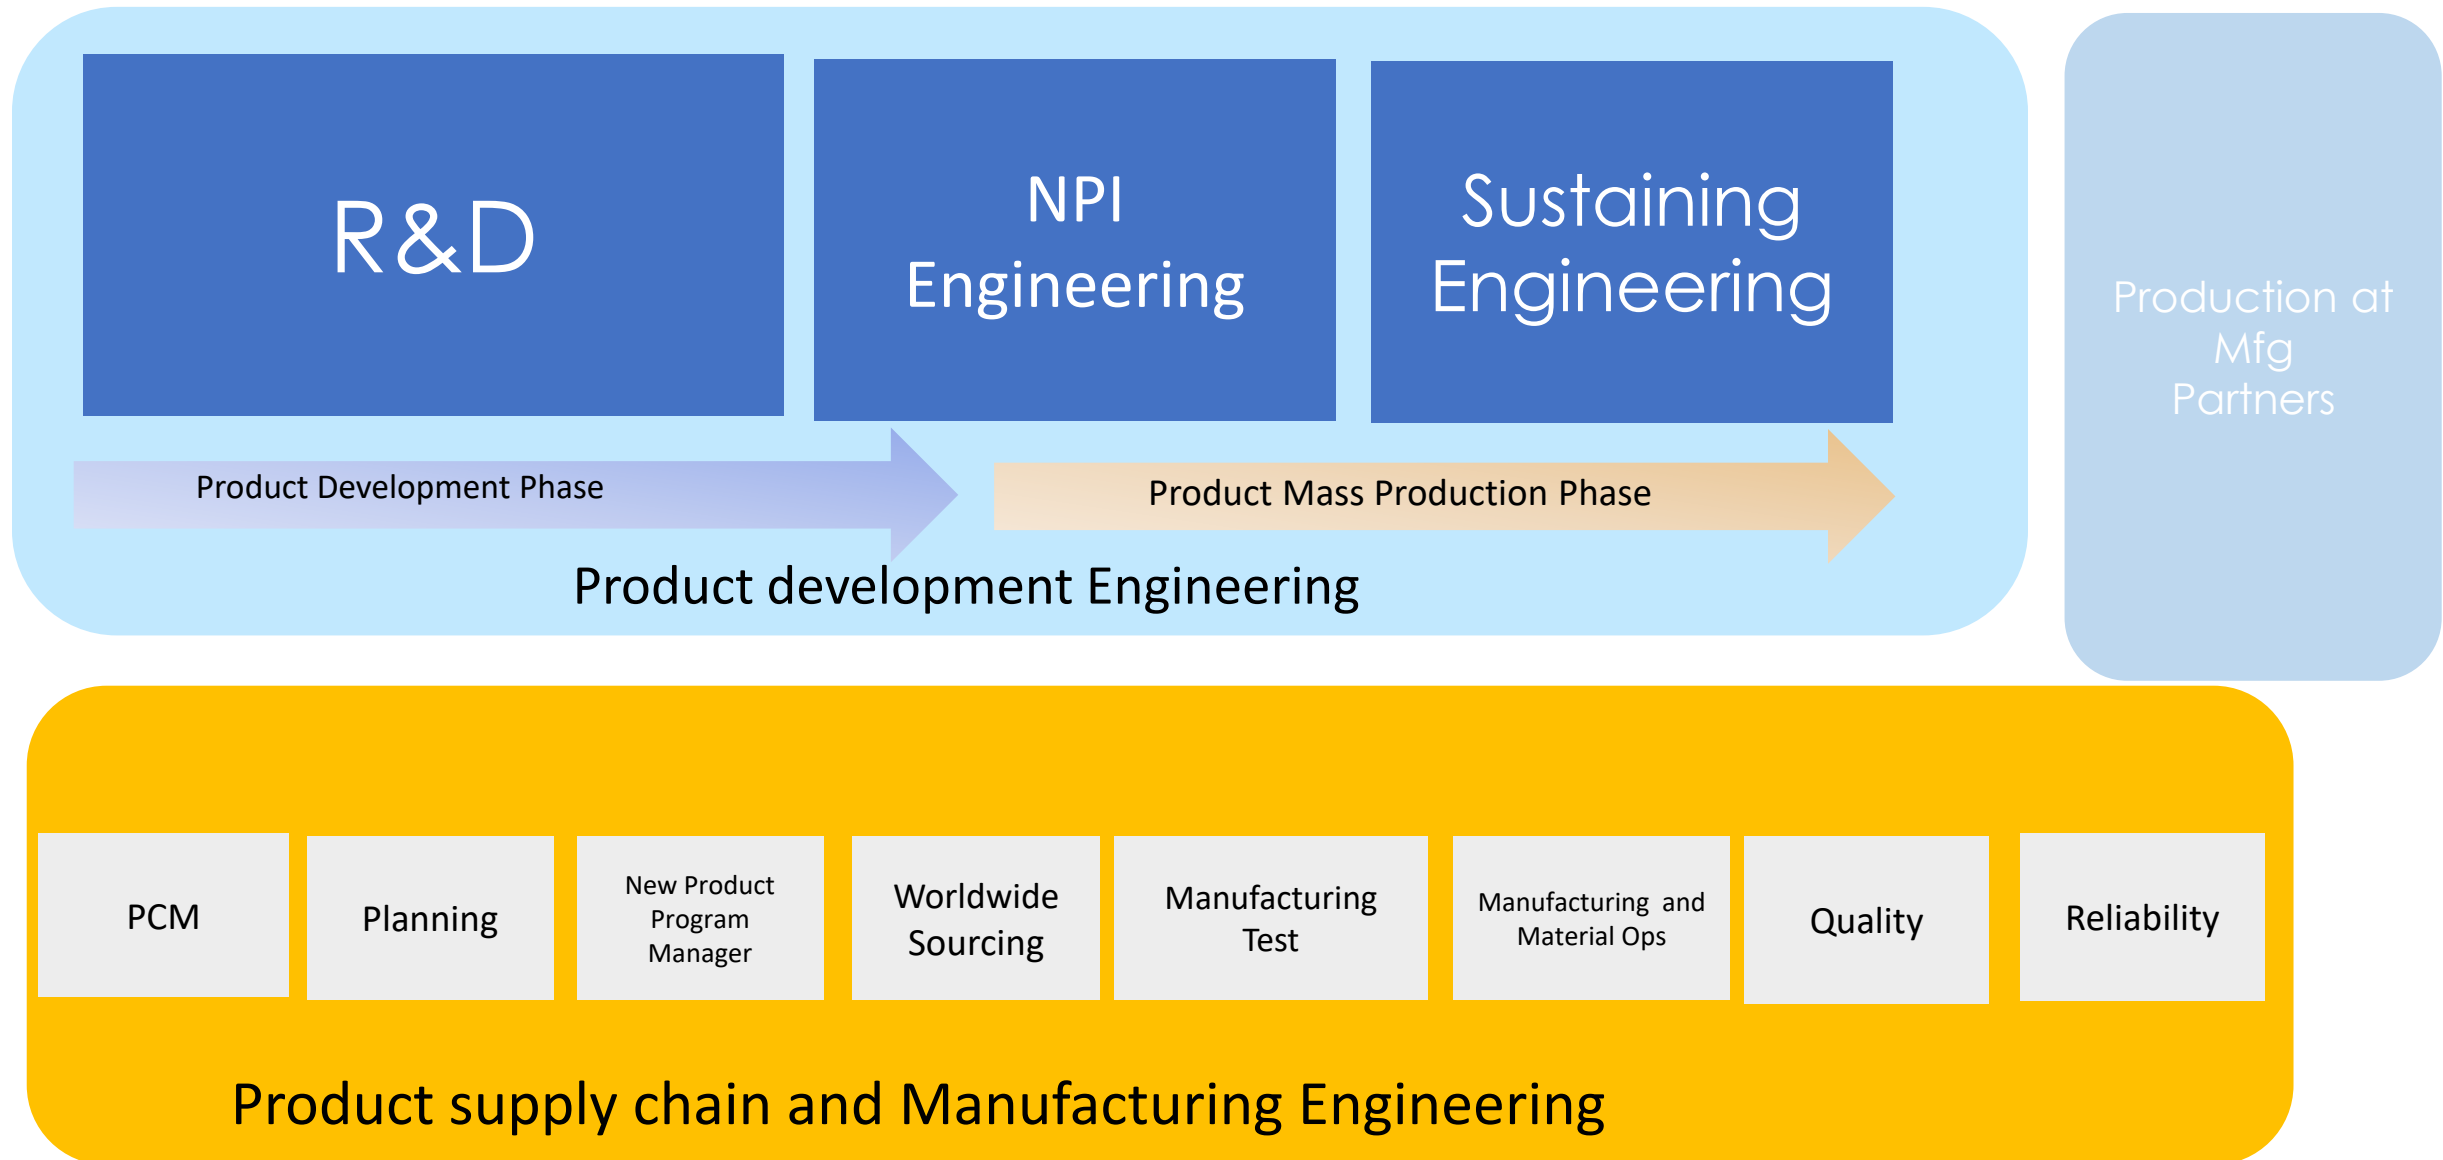 R&D
NPI
Engineering
Sustaining
Engineering
Production at
Mfg
Partners
Product Development Phase
Product Mass Production Phase
Product development Engineering
PCM
Planning
New Product
Program
Manager
Worldwide
Sourcing
Manufacturing
Test
Manufacturing and
Material Ops
Quality
Reliability
Product supply chain and Manufacturing Engineering